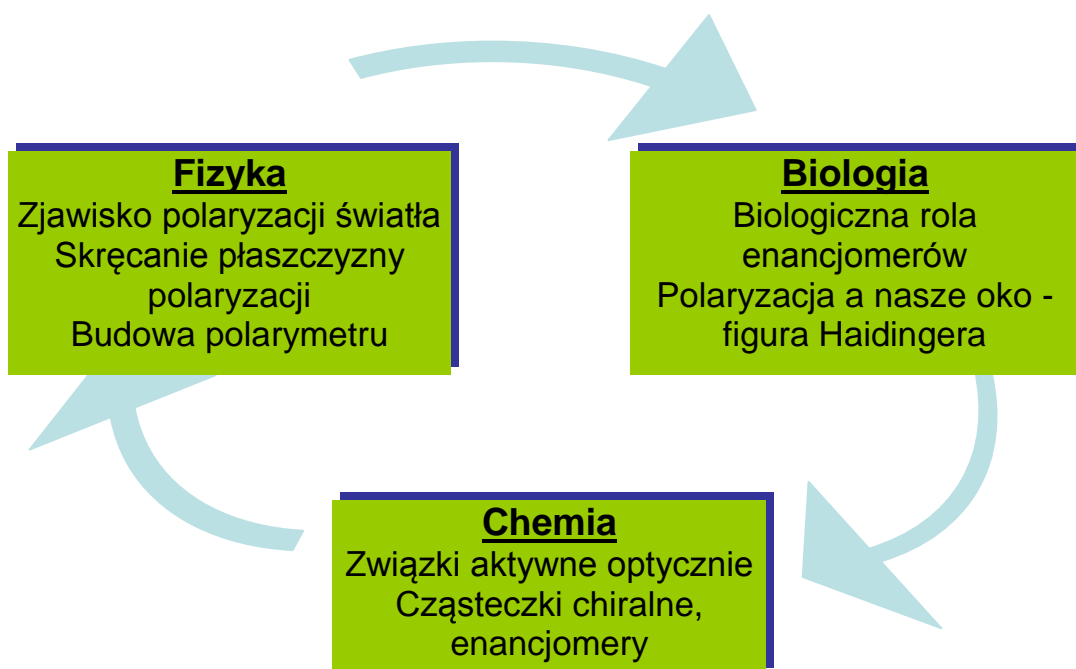 Fizyka
Zjawisko polaryzacji światła
Skręcanie płaszczyzny
polaryzacji
Budowa polarymetru
Biologia
Biologiczna rola
enancjomerów
Polaryzacja a nasze oko -
figura Haidingera
Chemia
Związki aktywne optycznie
Cząsteczki chiralne,
enancjomery